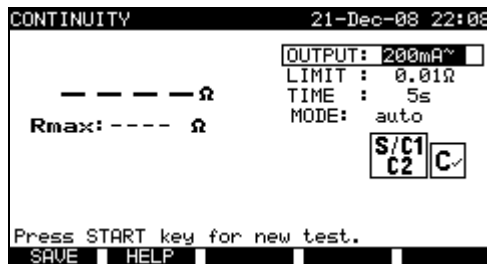 CONTINUITY 21-Dec-08 22:08
OUTPUT: 200mA~
LIMIT : 0.01Ω
TIME : 5s
MODE: auto
---- Ω
Rmax:---- Ω
S/C1
C2
C✓
Press START key for new test.
SAVE HELP